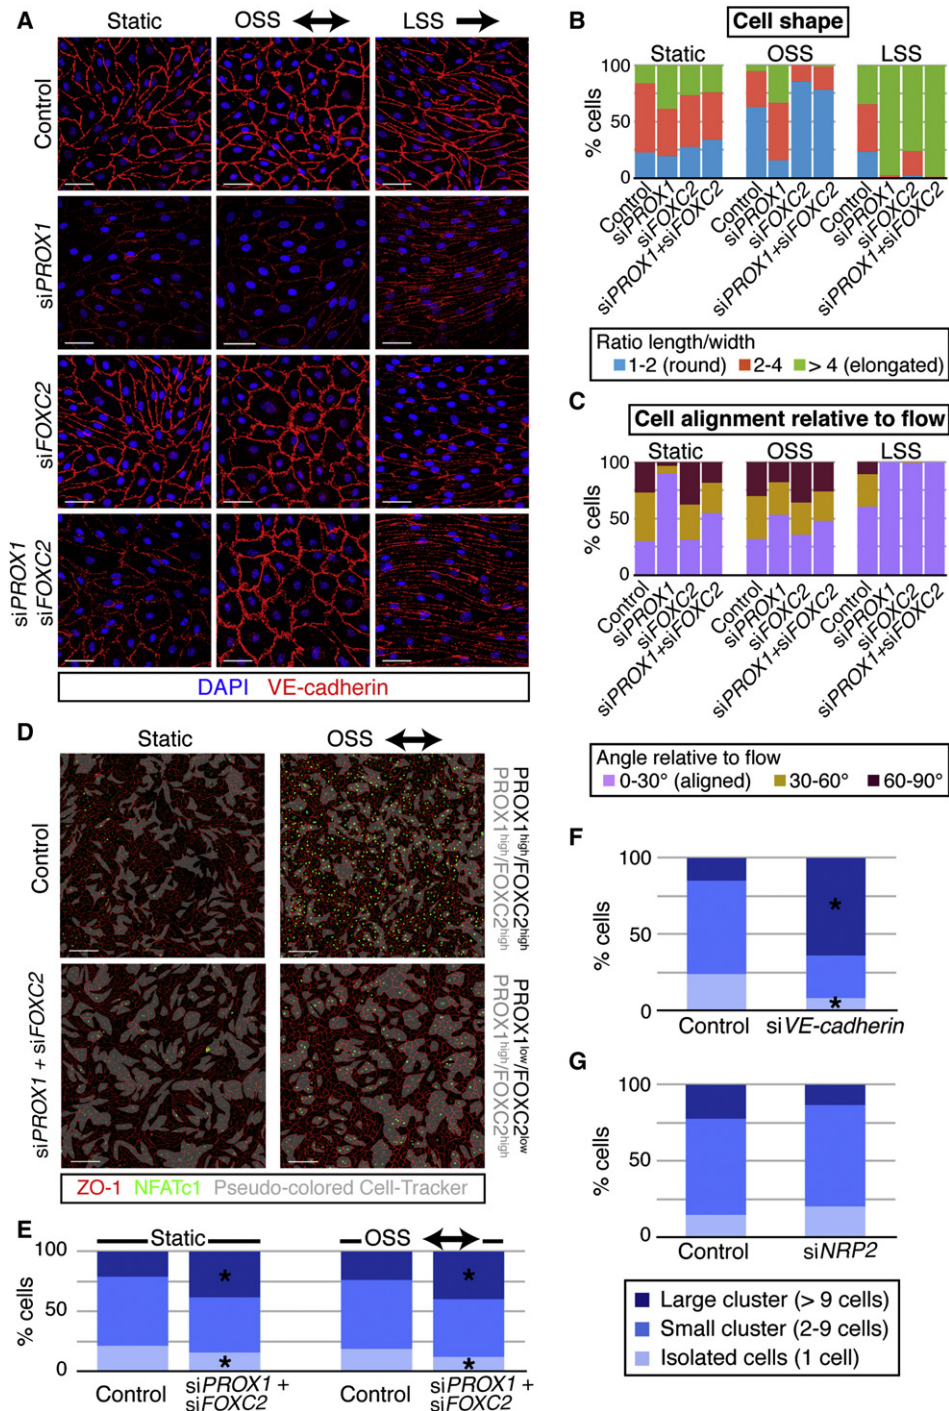 A
Static
OSS
LSS
Control
siPROX1
siFOXC2
siPROX1
siFOXC2
DAPI VE-cadherin
B
Cell shape
Static
OSS
LSS
% cells
100
50
0
Control
siPROX1
siFOXC2
siPROX1+siFOXC2
Control
siPROX1
siFOXC2
siPROX1+siFOXC2
Control
siPROX1
siFOXC2
siPROX1+siFOXC2
Ratio length/width
1-2 (round) 2-4 > 4 (elongated)
C
Cell alignment relative to flow
Static
OSS
LSS
% cells
100
50
0
Control
siPROX1
siFOXC2
siPROX1+siFOXC2
Control
siPROX1
siFOXC2
siPROX1+siFOXC2
Control
siPROX1
siFOXC2
siPROX1+siFOXC2
Angle relative to flow
0-30° (aligned) 30-60° 60-90°
D
Static
OSS
Control
siPROX1 + siFOXC2
PROX1high/FOXC2high
PROX1high/FOXC2high
PROX1low/FOXC2low
PROX1high/FOXC2high
ZO-1 NFATc1 Pseudo-colored Cell-Tracker
E
Static
OSS
% cells
100
50
0
*
*
*
*
Control
siPROX1 +
siFOXC2
Control
siPROX1 +
siFOXC2
F
% cells
100
50
0
*
*
Control
siVE-cadherin
G
% cells
100
50
0
Control
siNRP2
Large cluster (> 9 cells)
Small cluster (2-9 cells)
Isolated cells (1 cell)